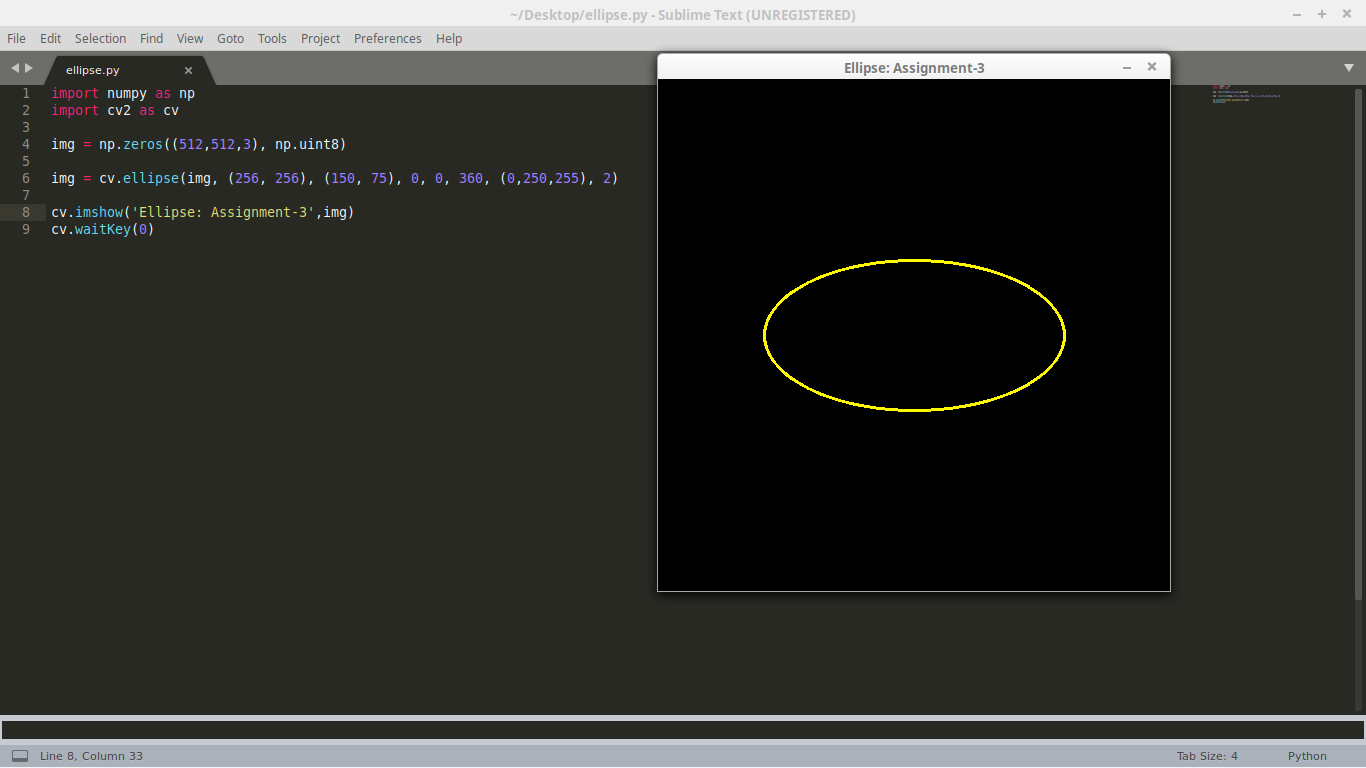 ~/Desktop/ellipse.py - Sublime Text (UNREGISTERED)
File Edit Selection Find View Goto Tools Project Preferences Help
ellipse.py
Ellipse: Assignment-3
1 import numpy as np
2 import cv2 as cv
3
4 img = np.zeros((512,512,3), np.uint8)
5
6 img = cv.ellipse(img, (256, 256), (150, 75), 0, 0, 360, (0,250,255), 2)
7
8 cv.imshow('Ellipse: Assignment-3',img)
9 cv.waitKey(0)
Line 8, Column 33 Tab Size: 4 Python